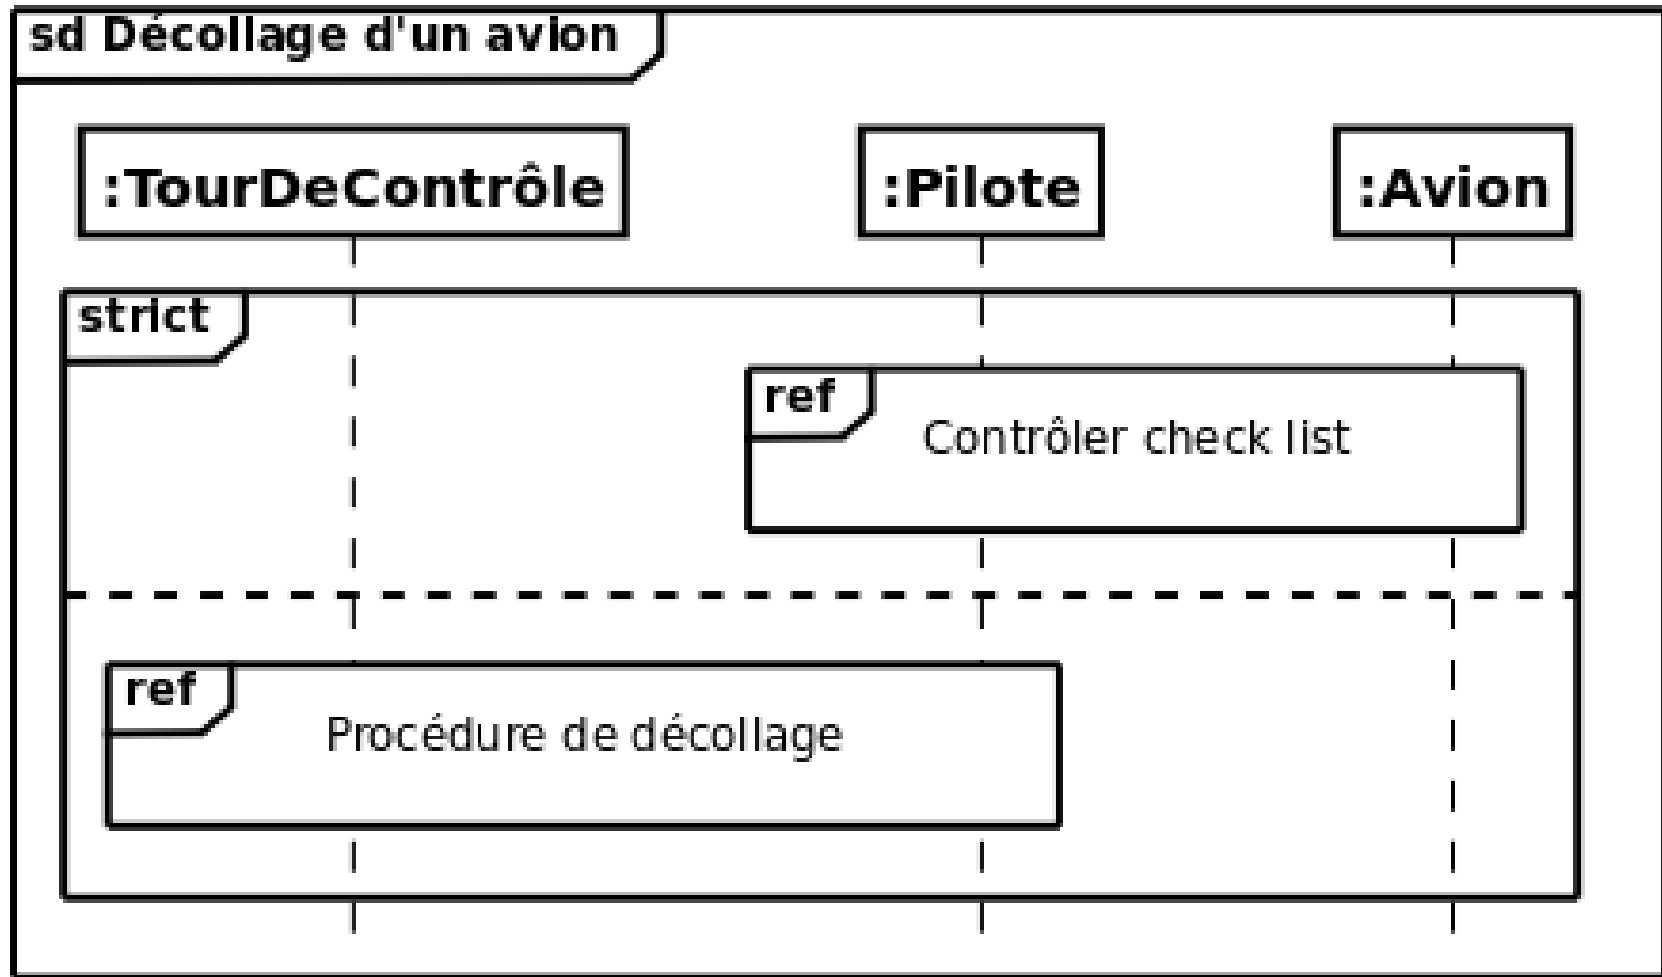 sd Décollage d'un avion
:TourDeContrôle
:Pilote
:Avion
strict
ref
Contrôler check list
ref
Procédure de décollage